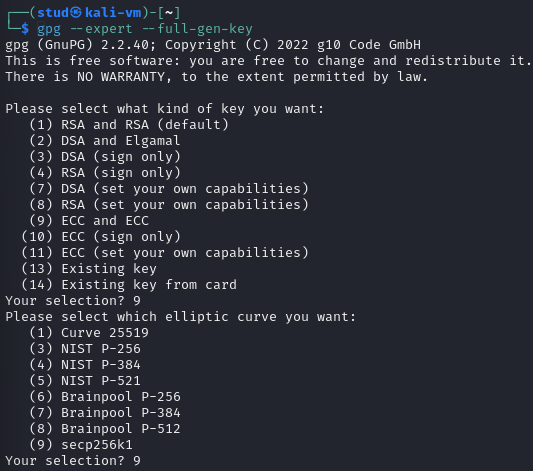 ┌──(stud㉿kali-vm)-[~]
└─$ gpg --expert --full-gen-key
gpg (GnuPG) 2.2.40; Copyright (C) 2022 g10 Code GmbH
This is free software: you are free to change and redistribute it.
There is NO WARRANTY, to the extent permitted by law.

Please select what kind of key you want:
   (1) RSA and RSA (default)
   (2) DSA and Elgamal
   (3) DSA (sign only)
   (4) RSA (sign only)
   (7) DSA (set your own capabilities)
   (8) RSA (set your own capabilities)
   (9) ECC and ECC
  (10) ECC (sign only)
  (11) ECC (set your own capabilities)
  (13) Existing key
  (14) Existing key from card
Your selection? 9
Please select which elliptic curve you want:
   (1) Curve 25519
   (3) NIST P-256
   (4) NIST P-384
   (5) NIST P-521
   (6) Brainpool P-256
   (7) Brainpool P-384
   (8) Brainpool P-512
   (9) secp256k1
Your selection? 9